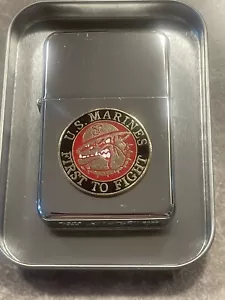 U.S. MARINES
FIRST TO FIGHT